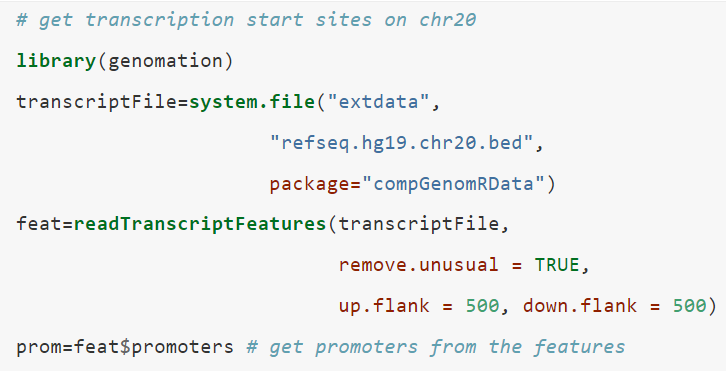 # get transcription start sites on chr20
library(genomation)
transcriptFile=system.file("extdata",
"refseq.hg19.chr20.bed",
package="compGenomRData")
feat=readTranscriptFeatures(transcriptFile,
remove.unusual = TRUE,
up.flank = 500, down.flank = 500)
prom=feat$promoters # get promoters from the features